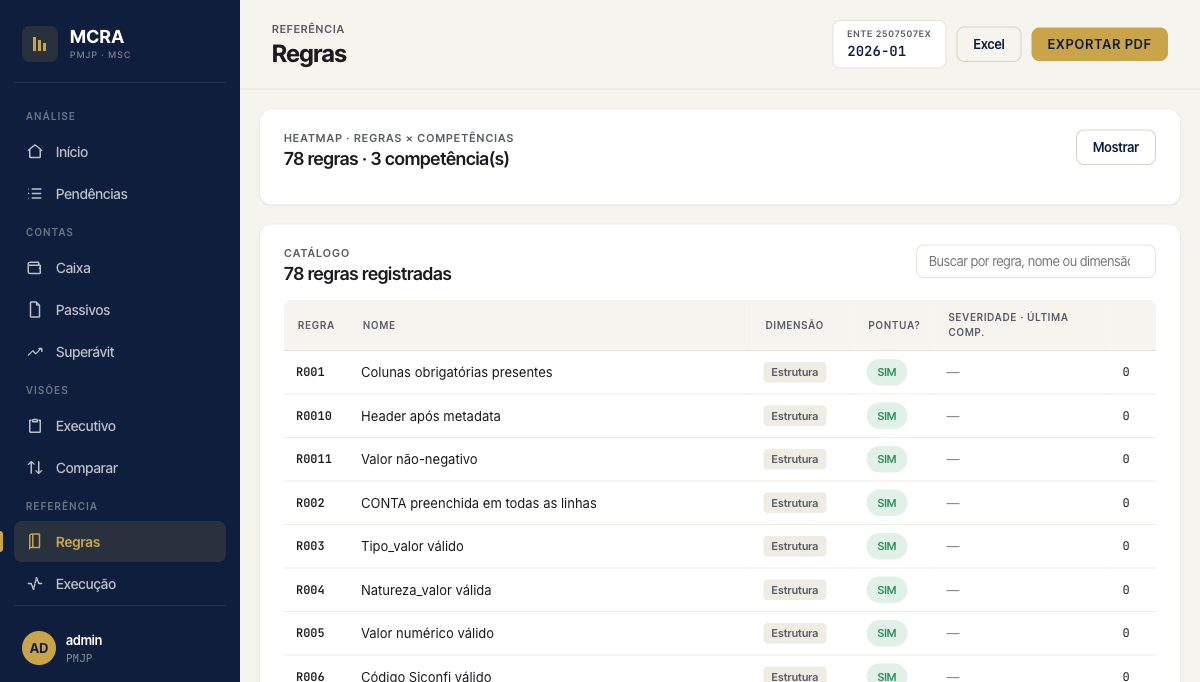 MCRA
PMJP · MSC
ANÁLISE
Início
Pendências
CONTAS
Caixa
Passivos
Superávit
VISÕES
Executivo
Comparar
REFERÊNCIA
Regras
Execução
AD
admin
PMJP
REFERÊNCIA
Regras
ENTE 2507507EX
2026-01
Excel
EXPORTAR PDF
HEATMAP · REGRAS × COMPETÊNCIAS
78 regras · 3 competência(s)
Mostrar
CATÁLOGO
78 regras registradas
Buscar por regra, nome ou dimensão
REGRA NOME DIMENSÃO PONTUA? SEVERIDADE · ÚLTIMA COMP.
R001 Colunas obrigatórias presentes Estrutura SIM — 0
R0010 Header após metadata Estrutura SIM — 0
R0011 Valor não-negativo Estrutura SIM — 0
R002 CONTA preenchida em todas as linhas Estrutura SIM — 0
R003 Tipo_valor válido Estrutura SIM — 0
R004 Natureza_valor válida Estrutura SIM — 0
R005 Valor numérico válido Estrutura SIM — 0
R006 Código Siconfi válido Estrutura SIM — 0